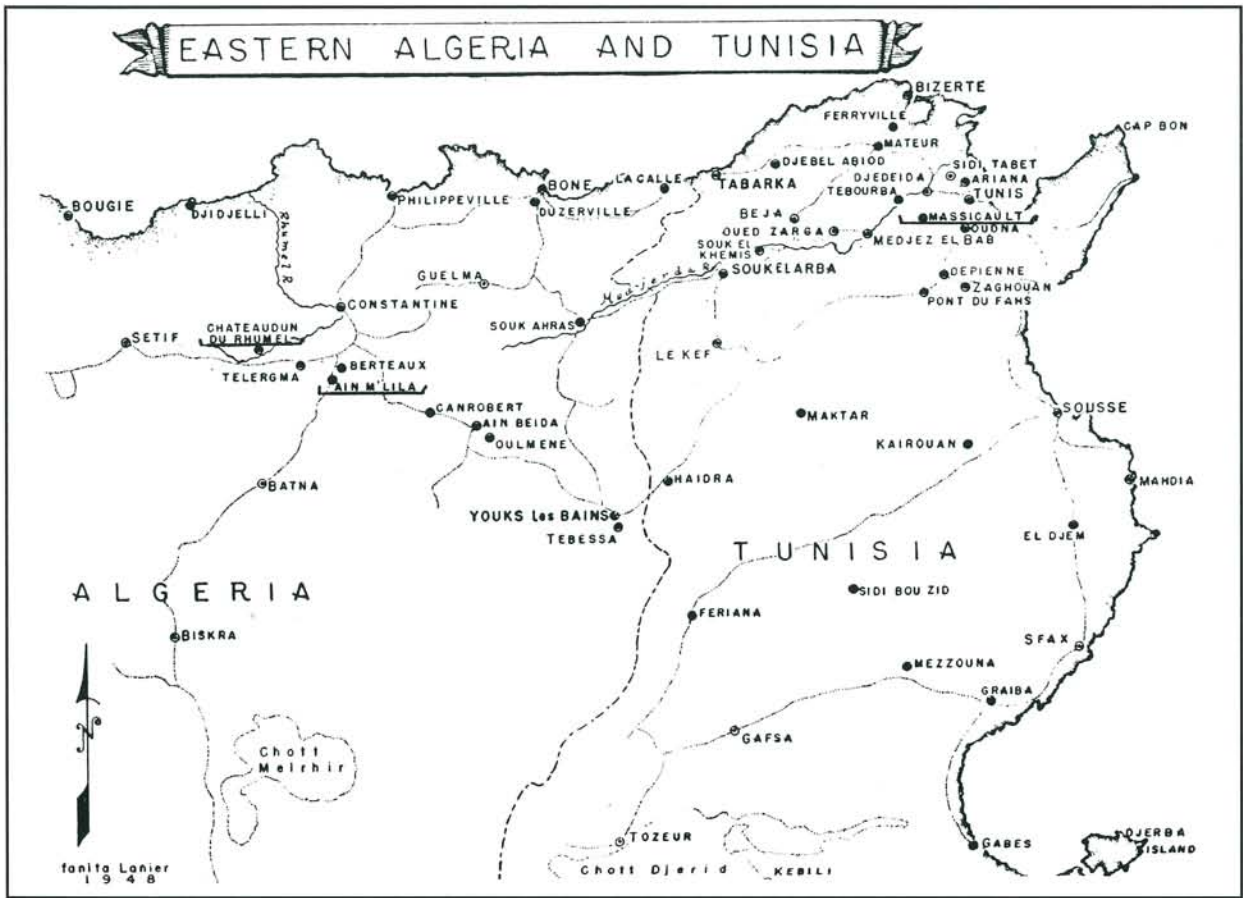 EASTERN ALGERIA AND TUNISIA
BIZERTE
FERRYVILLE
CAP BON
MATEUR
DJEBEL ABIOD
SIDI TABET
DJEDEIDA
ARIANA
LA CALLE
TABARKA
TEBOURBA
TUNIS
BONE
PHILIPPEVILLE
DJIDJELLI
BOUGIE
DUZERVILLE
BEJA
MASSICAULT
OUED ZARGA
OUDNA
MEDJEZ EL BAB
SOUK EL
KHEMIS
Rhumel R
Medjerda R
SOUKELARBA
GUELMA
DEPIENNE
ZAGHOUAN
PONT DU FAHS
CONSTANTINE
SOUK AHRAS
CHATEAUDUN
DU RHUMEL
SETIF
LE KEF
BERTEAUX
TELERGMA
AIN M'LILA
CANROBERT
MAKTAR
SOUSSE
AIN BEIDA
OULMENE
KAIROUAN
BATNA
HAIDRA
MAHDIA
YOUKS les BAINS
TEBESSA
EL DJEM
TUNISIA
ALGERIA
SIDI BOU ZID
FERIANA
BISKRA
SFAX
MEZZOUNA
GRAIBA
N
GAFSA
Chott
Melrhir
TOZEUR
GABES
DJERBA
ISLAND
Chott Djerid
KEBILI
fanita Lanier
1948